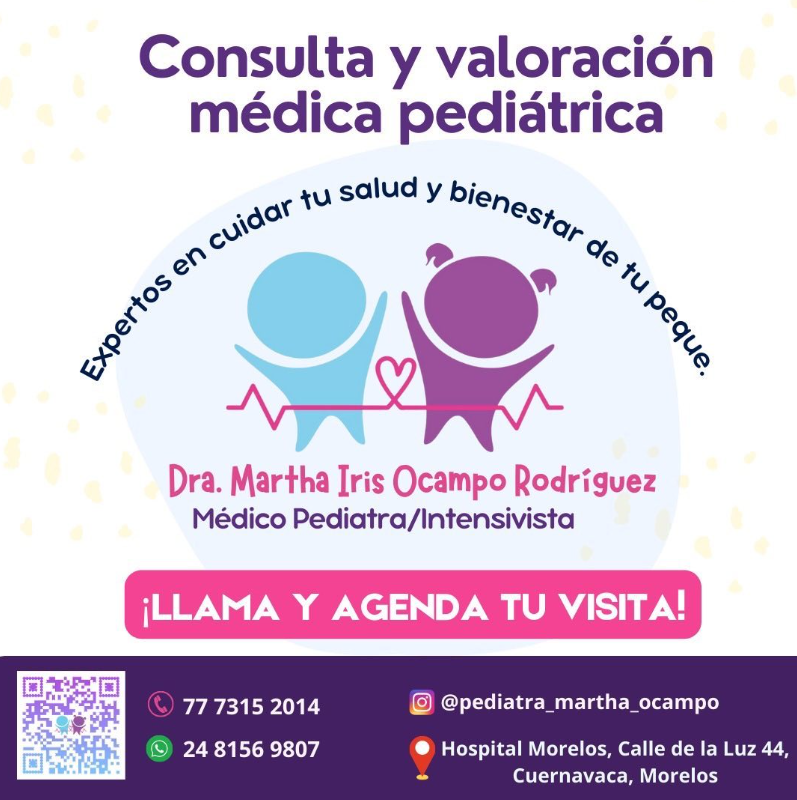 Consulta y valoración
médica pediátrica
Expertos en cuidar tu salud y bienestar de tu peque.
Dra. Martha Iris Ocampo Rodríguez
Médico Pediatra/Intensivista
¡LLAMA Y AGENDA TU VISITA!
77 7315 2014
24 8156 9807
@pediatra_martha_ocampo
Hospital Morelos, Calle de la Luz 44,
Cuernavaca, Morelos